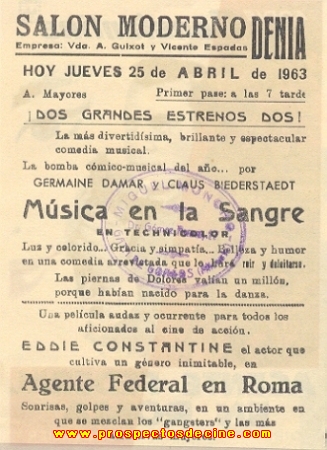 SALON MODERNO DENIA
Empresa: Vda. A. Guixot y Vicente Espadas
HOY JUEVES 25 de ABRIL de 1963
A. Mayores Primer pase: a las 7 tarde
¡DOS GRANDES ESTRENOS DOS!
La más divertidísima, brillante y espectacular
comedia musical.
La bomba cómico-musical del año... por
GERMAINE DAMAR y CLAUS BIEDERSTAEDT
Música en la Sangre
EN TECHNICOLOR
Luz y colorido.. Gracia y simpatía.. Belleza y humor
en una comedia arrevistada que le hará reir y deleitarse.
Las piernas de Dolores valían un millón,
porque habían nacido para la danza.
Una película audaz y ocurrente para todos los
aficionados al cine de acción.
EDDIE CONSTANTINE el actor que
cultiva un género inimitable, en
Agente Federal en Roma
Sonrisas, golpes y aventuras, en un ambiente en
que se mezclan los "gangsters" y las más
www.prospectosdecine.com